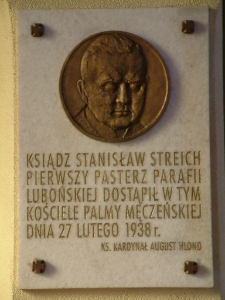 KSIĄDZ STANISŁAW STREICH
PIERWSZY PASTERZ PARAFII
LUBOŃSKIEJ DOSTĄPIŁ W TYM
KOŚCIELE PALMY MĘCZEŃSKIEJ
DNIA 27 LUTEGO 1938 r.
KS. KARDYNAŁ AUGUST HLOND